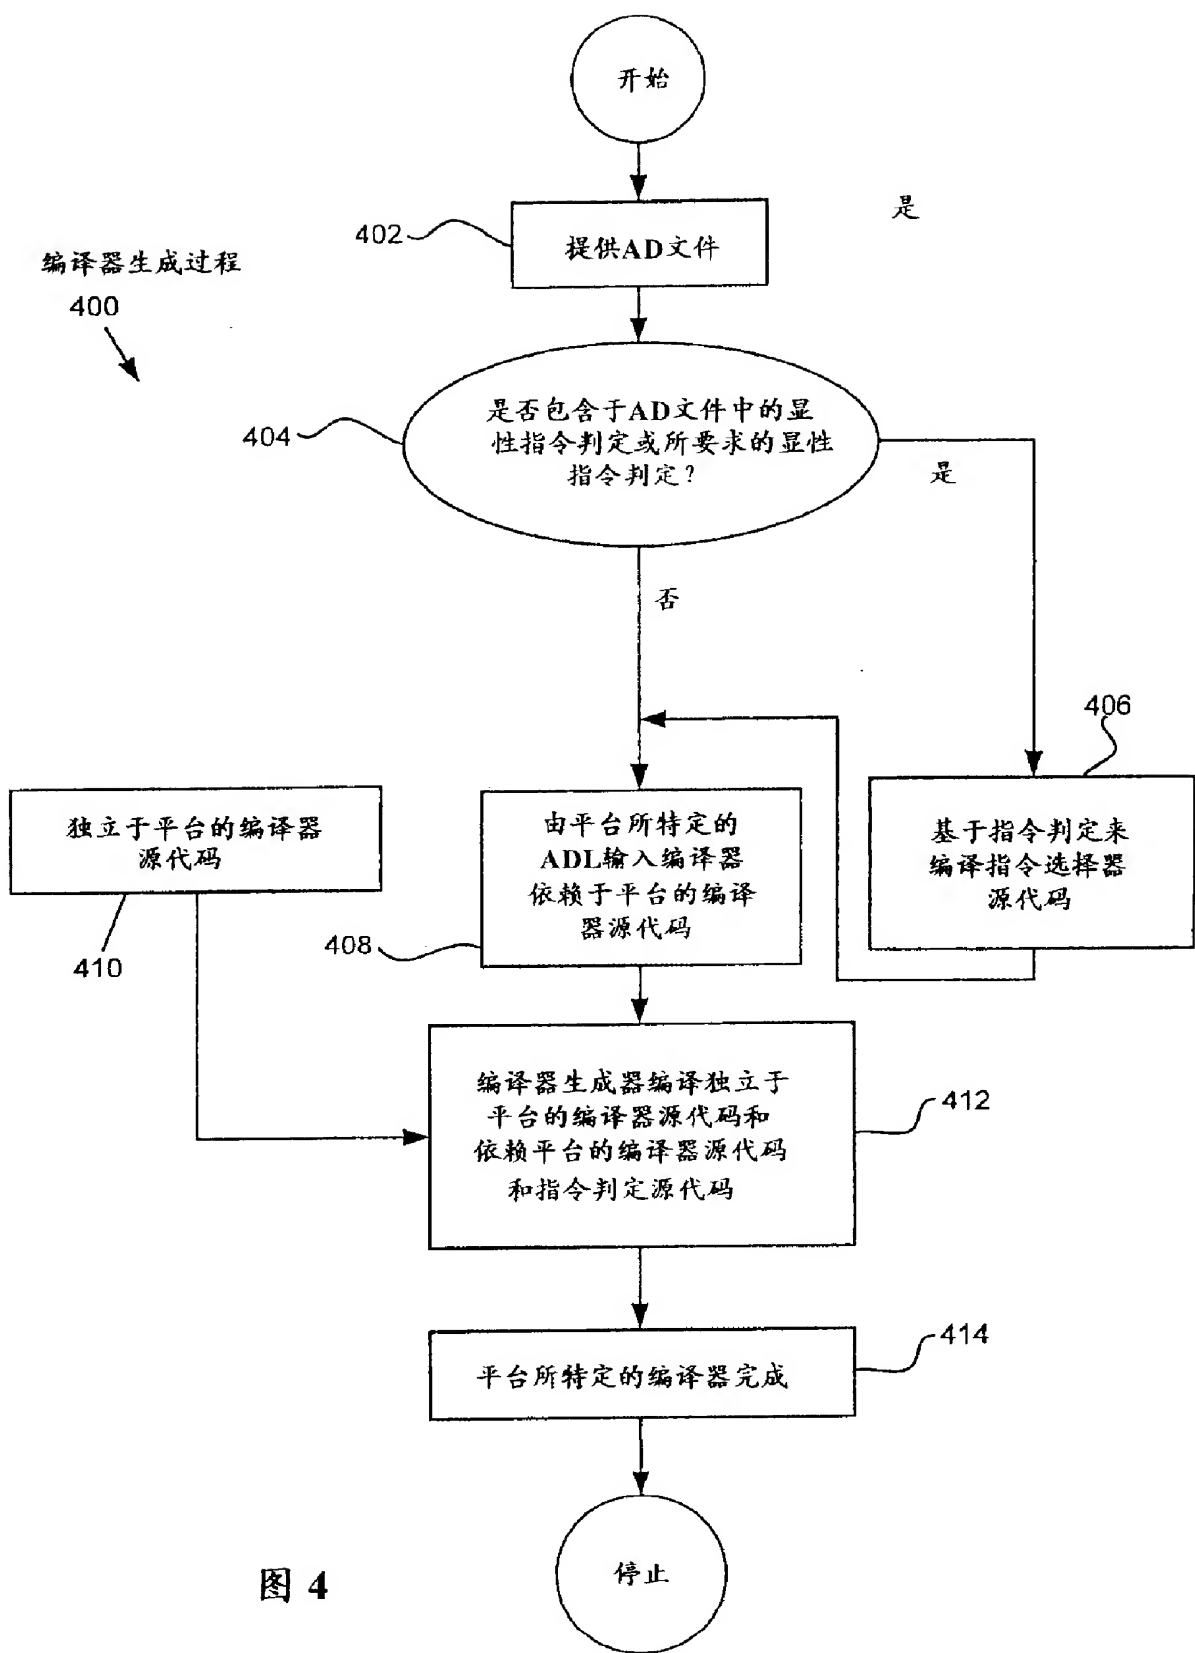 开始
是
402
提供AD文件
编译器生成过程
400
404
是否包含于AD文件中的显
性指令判定或所要求的显性
指令判定?
是
否
406
独立于平台的编译器
源代码
410
由平台所特定的
ADL输入编译器
依赖于平台的编译
器源代码
408
基于指令判定来
编译指令选择器
源代码
编译器生成器编译独立于
平台的编译器源代码和
依赖平台的编译器源代码
和指令判定源代码
412
平台所特定的编译器完成
414
停止
图 4